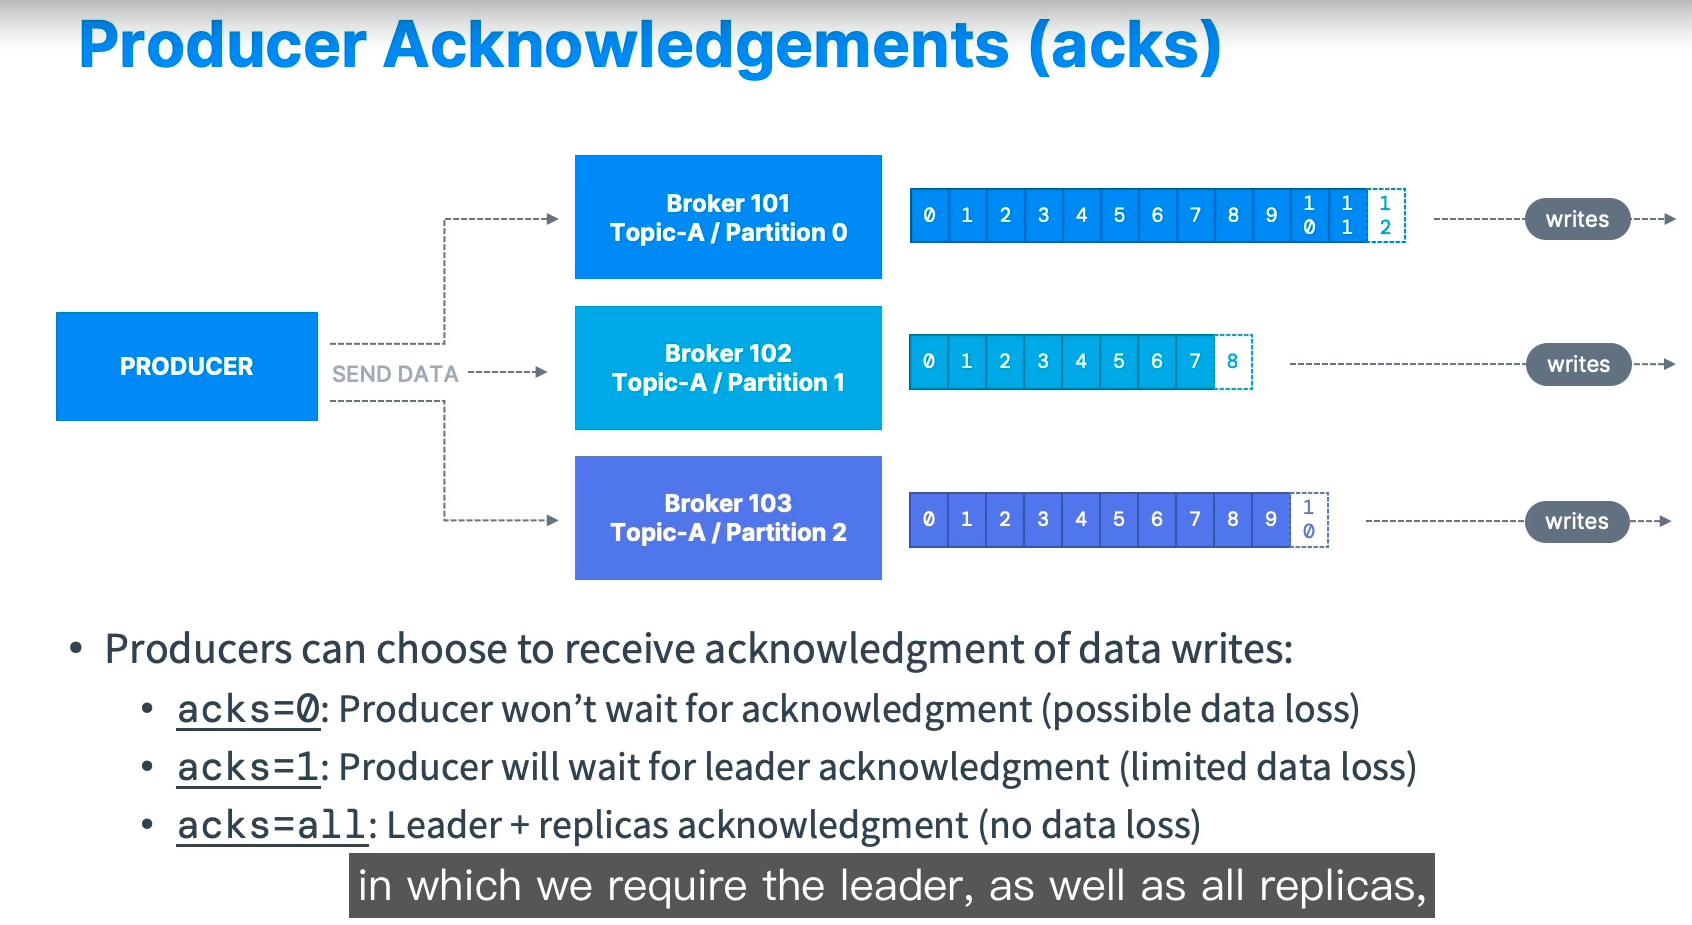 Producer Acknowledgements (acks)
PRODUCER
SEND DATA
Broker 101
Topic-A / Partition 0
0 1 2 3 4 5 6 7 8 9 10 11 12
writes
Broker 102
Topic-A / Partition 1
0 1 2 3 4 5 6 7 8
writes
Broker 103
Topic-A / Partition 2
0 1 2 3 4 5 6 7 8 9 10
writes
• Producers can choose to receive acknowledgment of data writes:
• acks=0: Producer won’t wait for acknowledgment (possible data loss)
• acks=1: Producer will wait for leader acknowledgment (limited data loss)
• acks=all: Leader + replicas acknowledgment (no data loss)
in which we require the leader, as well as all replicas,